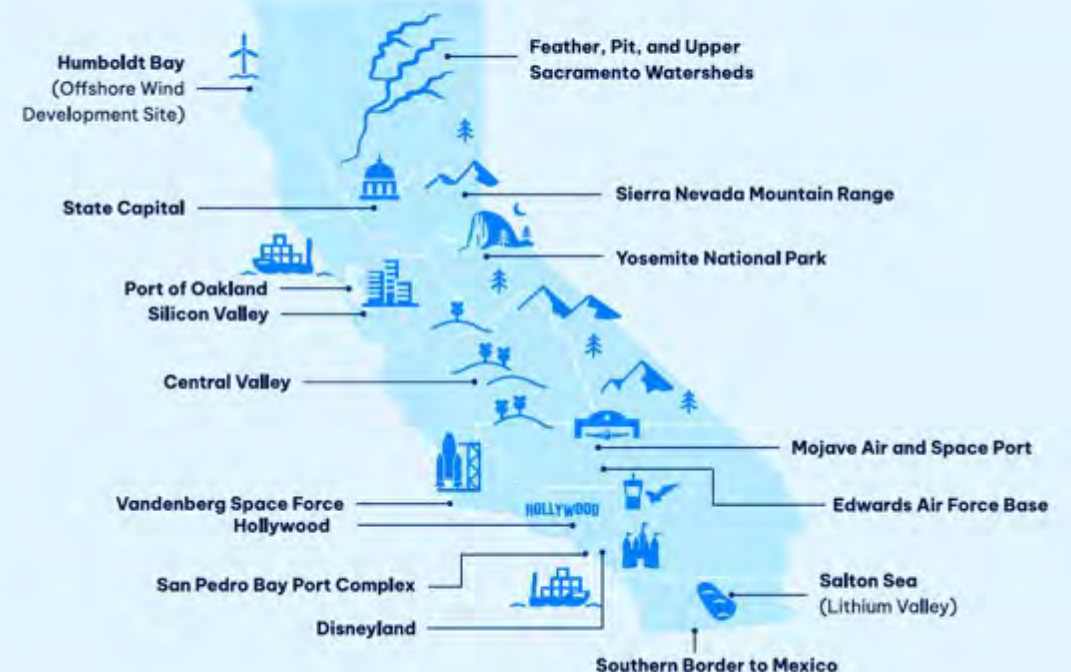 Humboldt Bay
(Offshore Wind
Development Site)
Feather, Pit, and Upper
Sacramento Watersheds
State Capital
Sierra Nevada Mountain Range
Yosemite National Park
Port of Oakland
Silicon Valley
Central Valley
Mojave Air and Space Port
Vandenberg Space Force
Hollywood
HOLLYWOOD
Edwards Air Force Base
San Pedro Bay Port Complex
Disneyland
Salton Sea
(Lithium Valley)
Southern Border to Mexico